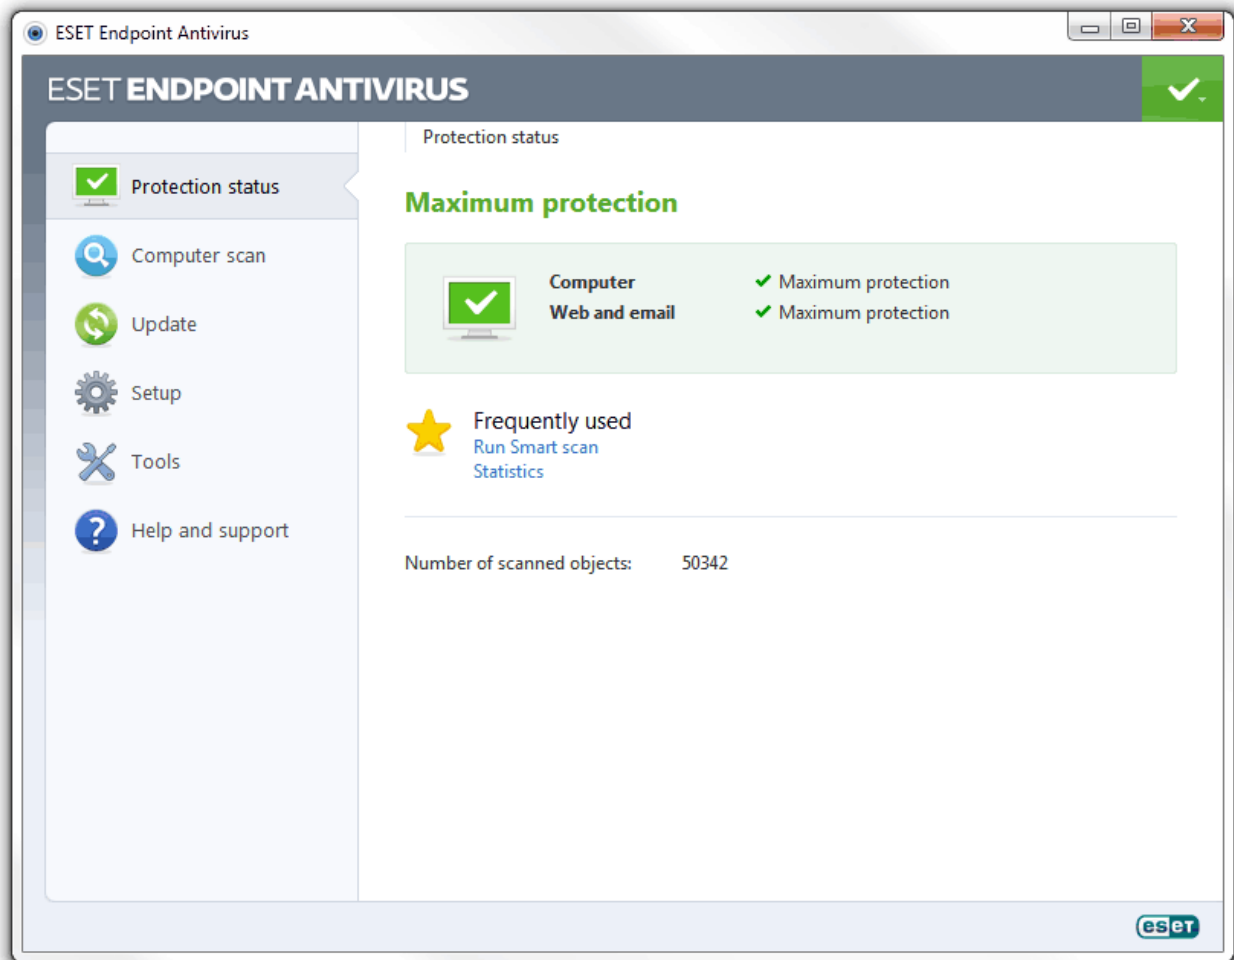 ESET Endpoint Antivirus
ESET ENDPOINT ANTIVIRUS
Protection status
Computer scan
Update
Setup
Tools
Help and support
Protection status
Maximum protection
Computer Maximum protection
Web and email Maximum protection
Frequently used
Run Smart scan
Statistics
Number of scanned objects: 50342
eseT